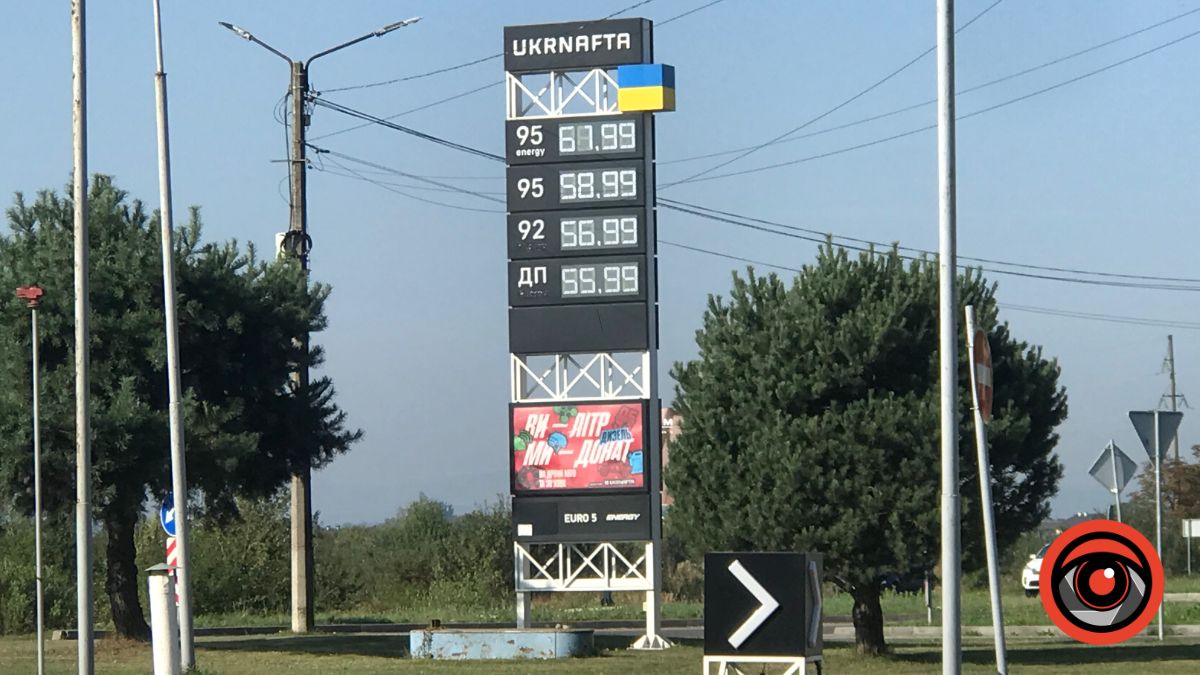 UKRNAFTA
95 61.99
energy
95 58.99
92 56.99
ДП 55.99
ВИ — ЛІТР
ДИЗЕЛЬ
МИ — ДОНАТ
EURO 5 ENERGY